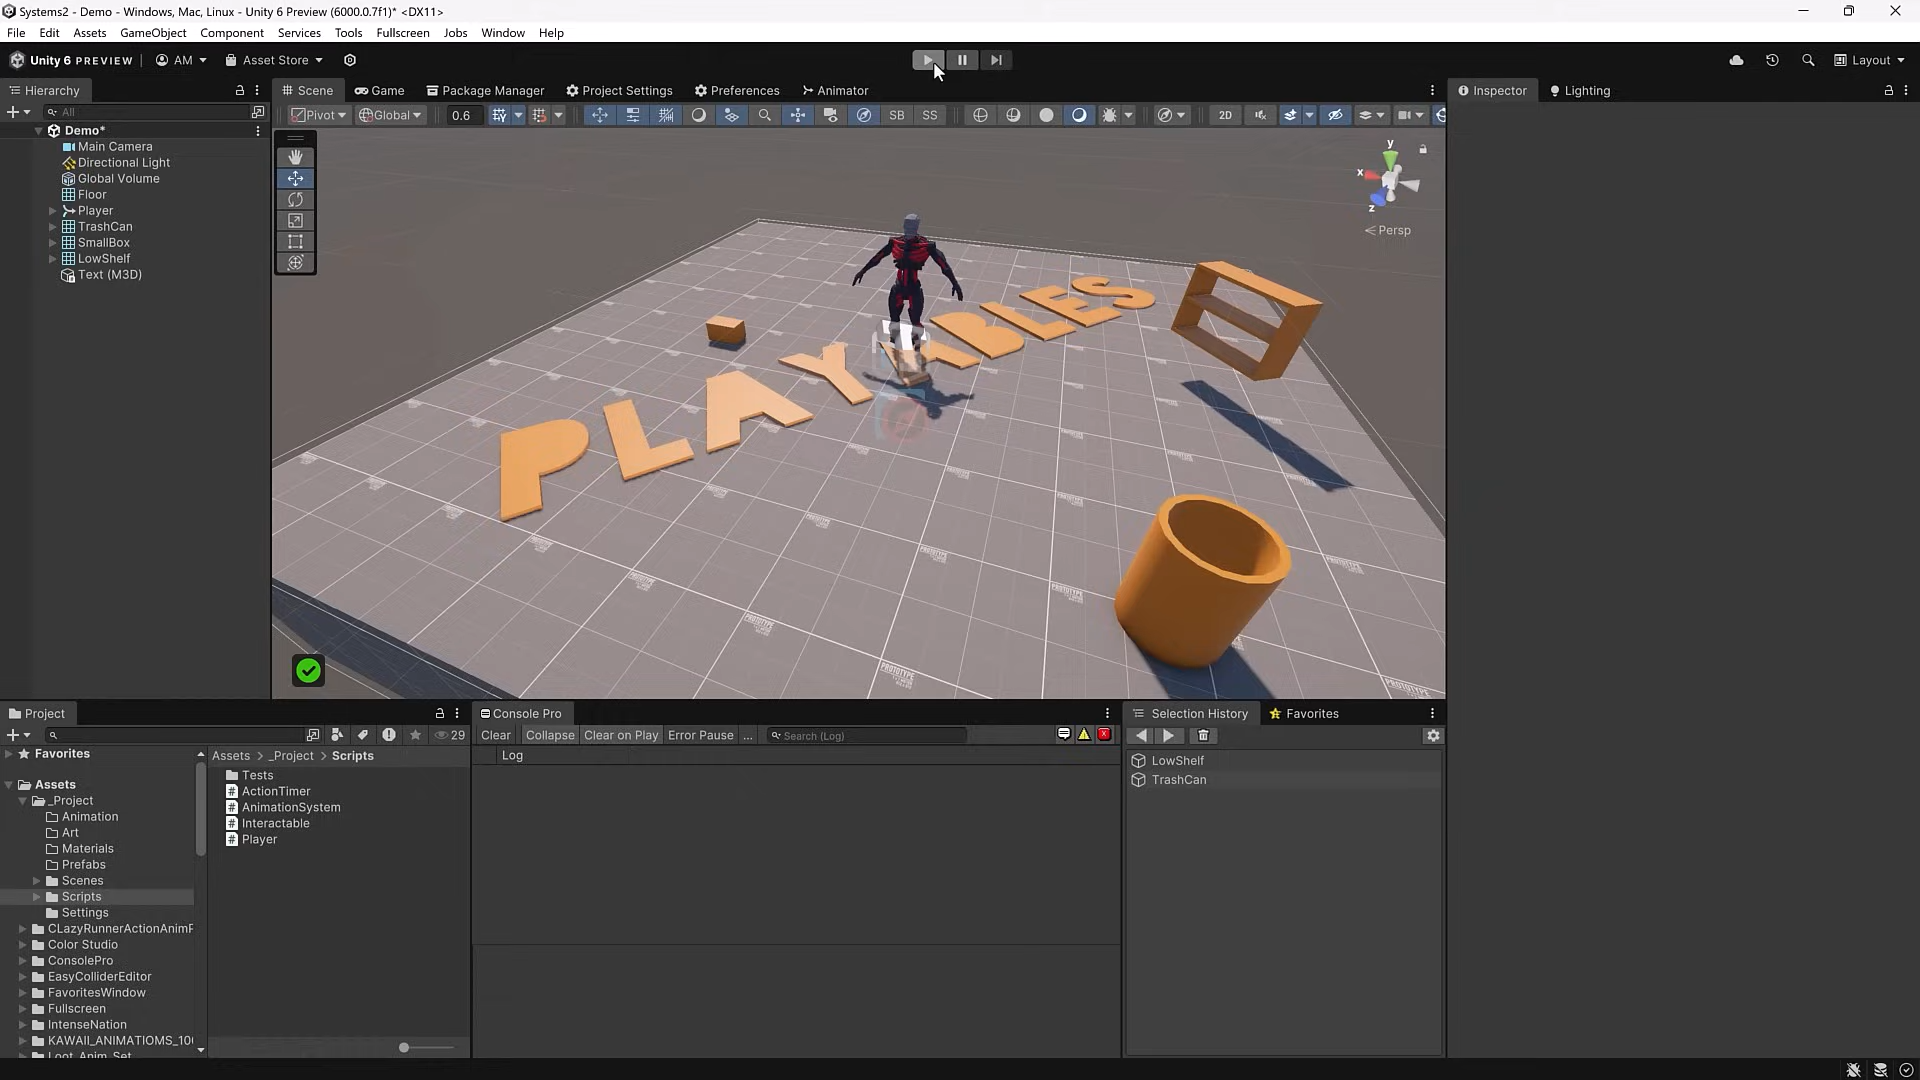 Systems2 - Demo - Windows, Mac, Linux - Unity 6 Preview (6000.0.7f1)* <DX11>
File Edit Assets GameObject Component Services Tools Fullscreen Jobs Window Help
Unity 6 PREVIEW AM Asset Store Layout
Hierarchy
All
Demo*
Main Camera
Directional Light
Global Volume
Floor
Player
TrashCan
SmallBox
LowShelf
Text (M3D)
Scene Game Package Manager Project Settings Preferences Animator
Pivot Global 0.6 SB SS 2D
y
x
z
Persp
PLAYABLES
PROTOTYPE
Inspector Lighting
Project
29
Favorites
Assets
_Project
Animation
Art
Materials
Prefabs
Scenes
Scripts
Settings
CLazyRunnerActionAnimP
Color Studio
ConsolePro
EasyColliderEditor
FavoritesWindow
Fullscreen
IntenseNation
KAWAII_ANIMATIOMS_10
Loot_Anim_Set
Assets > _Project > Scripts
Tests
ActionTimer
AnimationSystem
Interactable
Player
Console Pro
Clear Collapse Clear on Play Error Pause ... Search (Log)
Log
Selection History Favorites
LowShelf
TrashCan